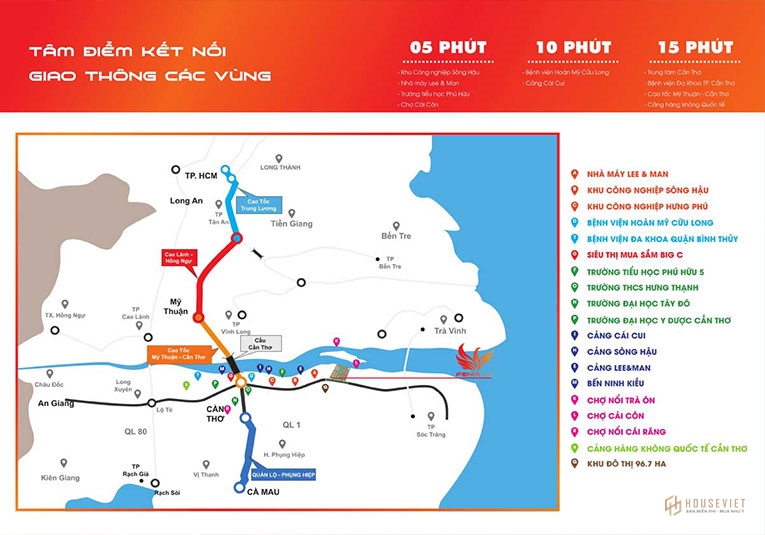 TÂM ĐIỂM KẾT NỐI
GIAO THÔNG CÁC VÙNG
05 PHÚT
- Khu Công nghiệp Sông Hậu
- Nhà máy Lee & Man
- Trường Tiểu học Phú Hữu
- Chợ Cái Côn
10 PHÚT
- Bệnh viện Hoàn Mỹ Cửu Long
- Cảng Cái Cui
15 PHÚT
- Trung tâm Cần Thơ
- Bệnh viện Đa Khoa TP. Cần Thơ
- Cao tốc Mỹ Thuận - Cần Thơ
- Cảng hàng không Quốc tế
TP. HCM
LONG THÀNH
Long An
TP
Tân An
Cao Tốc
Trung Lương
Tiền Giang
Bến Tre
TP
Bến Tre
Cao Lãnh -
Hồng Ngự
Mỹ
Thuận
TX. Hồng Ngự
TP
Cao Lãnh
TP
Vĩnh Long
Trà Vinh
Cầu
Cần Thơ
Cao Tốc
Mỹ Thuận - Cần Thơ
Châu Đốc
Long
Xuyên
An Giang
Lộ Tẻ
CẦN
THƠ
QL 80
QL 1
TP
Sóc Trăng
H. Phụng Hiệp
TP
Rạch Giá
Vị Thanh
QUẢN LỘ - PHỤNG HIỆP
Kiên Giang
Rạch Sỏi
CÀ MAU
NHÀ MÁY LEE & MAN
KHU CÔNG NGHIỆP SÔNG HẬU
KHU CÔNG NGHIỆP HƯNG PHÚ
BỆNH VIỆN HOÀN MỸ CỬU LONG
BỆNH VIỆN ĐA KHOA QUẬN BÌNH THỦY
SIÊU THỊ MUA SẮM BIG C
TRƯỜNG TIỂU HỌC PHÚ HỮU 5
TRƯỜNG THCS HƯNG THẠNH
TRƯỜNG ĐẠI HỌC TÂY ĐÔ
TRƯỜNG ĐẠI HỌC Y DƯỢC CẦN THƠ
CẢNG CÁI CUI
CẢNG SÔNG HẬU
CẢNG LEE&MAN
BẾN NINH KIỀU
CHỢ NỔI TRÀ ÔN
CHỢ CÁI CÔN
CHỢ NỔI CÁI RĂNG
CẢNG HÀNG KHÔNG QUỐC TẾ CẦN THƠ
KHU ĐÔ THỊ 96.7 HA
HOUSEVIET
BÁN MIỄN PHÍ - MUA NHƯ Ý